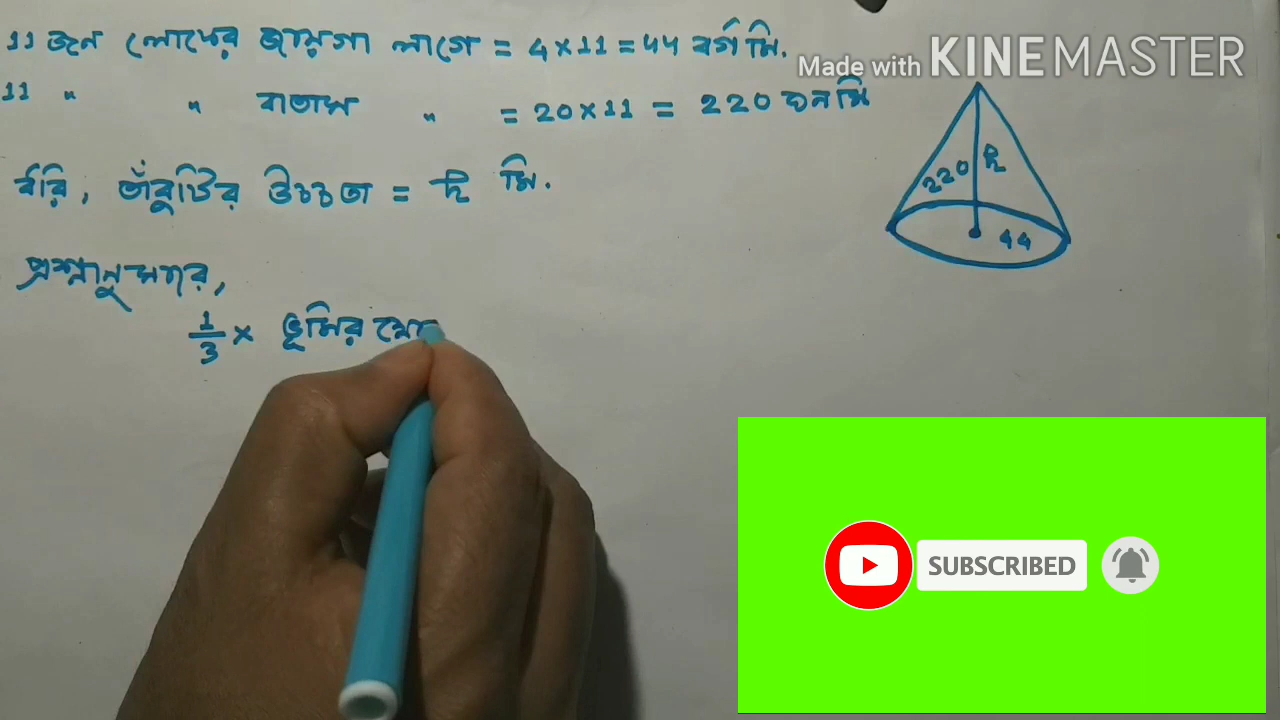 11 জন লোকের জায়গা লাগে = 4 × 11 = 44 বর্গ মি.
11 " " বাতাস " = 20 × 11 = 220 ঘন মি
ধরি, তাঁবুটির উচ্চতা = h মি.
প্রশ্নানুসারে,
1/3 × ভূমির ক্ষে
Made with KINEMASTER
220 h
44
SUBSCRIBED